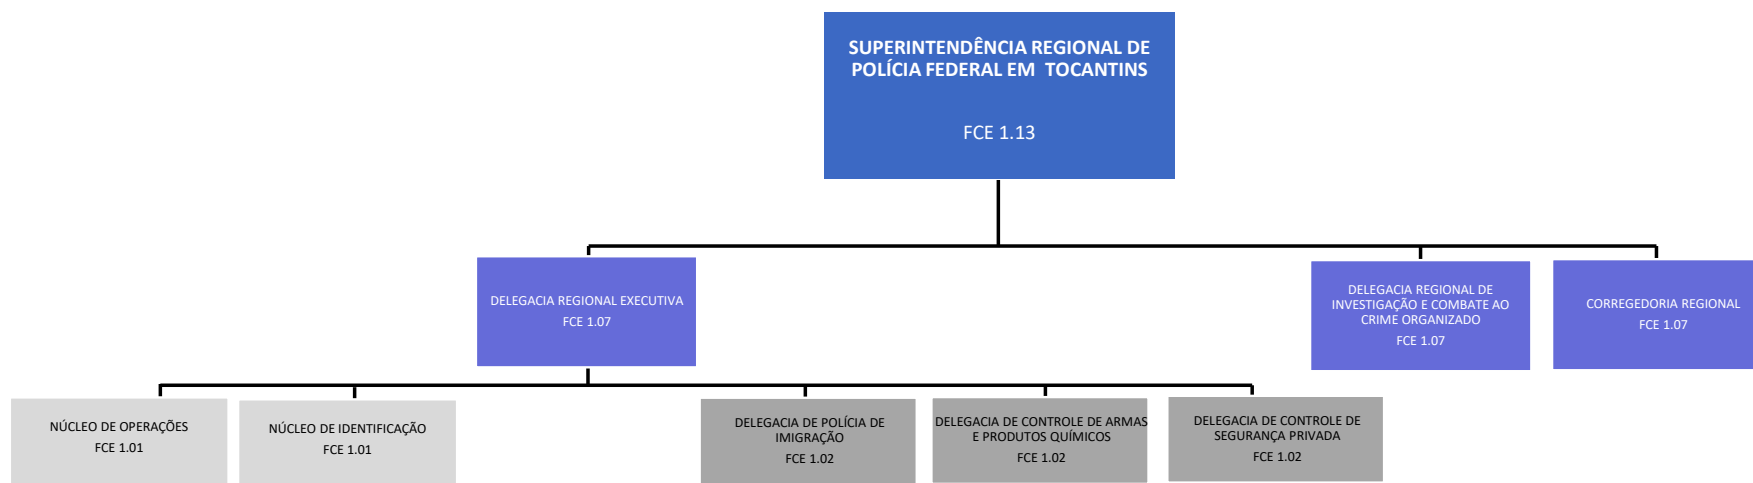 SUPERINTENDÊNCIA REGIONAL DE
POLÍCIA FEDERAL EM TOCANTINS
FCE 1.13
DELEGACIA REGIONAL EXECUTIVA
FCE 1.07
DELEGACIA REGIONAL DE
INVESTIGAÇÃO E COMBATE AO
CRIME ORGANIZADO
FCE 1.07
CORREGEDORIA REGIONAL
FCE 1.07
NÚCLEO DE OPERAÇÕES
FCE 1.01
NÚCLEO DE IDENTIFICAÇÃO
FCE 1.01
DELEGACIA DE POLÍCIA DE
IMIGRAÇÃO
FCE 1.02
DELEGACIA DE CONTROLE DE ARMAS
E PRODUTOS QUÍMICOS
FCE 1.02
DELEGACIA DE CONTROLE DE
SEGURANÇA PRIVADA
FCE 1.02